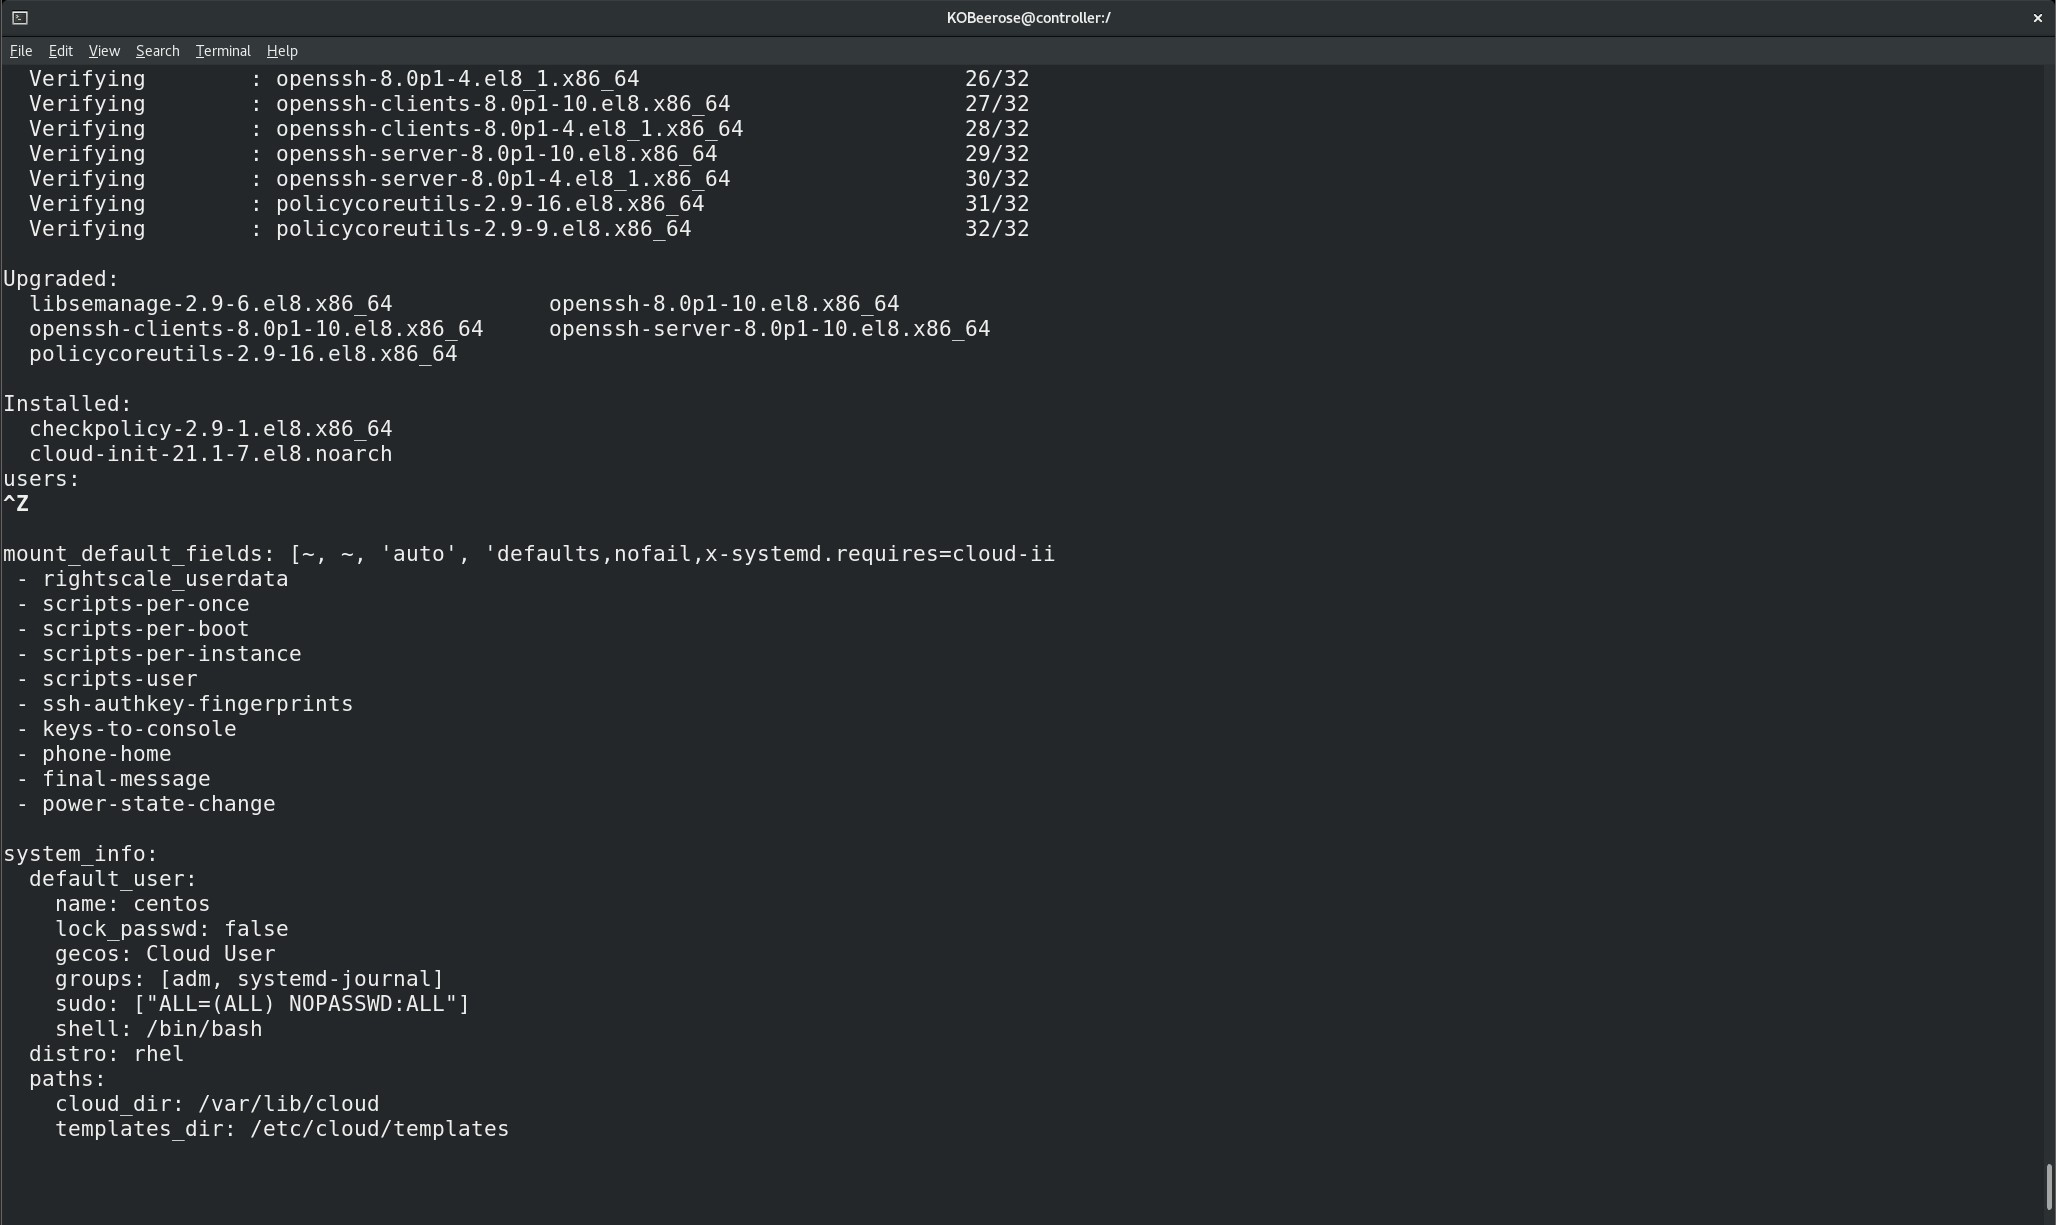 KOBeerose@controller:/
File Edit View Search Terminal Help
Verifying : openssh-8.0p1-4.el8_1.x86_64 26/32
Verifying : openssh-clients-8.0p1-10.el8.x86_64 27/32
Verifying : openssh-clients-8.0p1-4.el8_1.x86_64 28/32
Verifying : openssh-server-8.0p1-10.el8.x86_64 29/32
Verifying : openssh-server-8.0p1-4.el8_1.x86_64 30/32
Verifying : policycoreutils-2.9-16.el8.x86_64 31/32
Verifying : policycoreutils-2.9-9.el8.x86_64 32/32
Upgraded:
libsemanage-2.9-6.el8.x86_64 openssh-8.0p1-10.el8.x86_64
openssh-clients-8.0p1-10.el8.x86_64 openssh-server-8.0p1-10.el8.x86_64
policycoreutils-2.9-16.el8.x86_64
Installed:
checkpolicy-2.9-1.el8.x86_64
cloud-init-21.1-7.el8.noarch
users:
^Z
mount_default_fields: [~, ~, 'auto', 'defaults,nofail,x-systemd.requires=cloud-ii
- rightscale_userdata
- scripts-per-once
- scripts-per-boot
- scripts-per-instance
- scripts-user
- ssh-authkey-fingerprints
- keys-to-console
- phone-home
- final-message
- power-state-change
system_info:
default_user:
name: centos
lock_passwd: false
gecos: Cloud User
groups: [adm, systemd-journal]
sudo: ["ALL=(ALL) NOPASSWD:ALL"]
shell: /bin/bash
distro: rhel
paths:
cloud_dir: /var/lib/cloud
templates_dir: /etc/cloud/templates